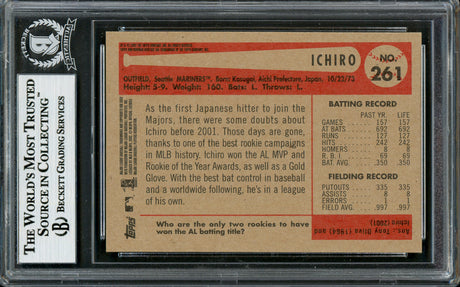 THE WORLD'S MOST TRUSTED
SOURCE IN COLLECTING™
BECKETT GRADING SERVICES
BECKETT
ICHIRO
NO.
261
OUTFIELD, Seattle MARINERS™, Born: Kasugai, Aichi Prefecture, Japan, 10/22/73
Height: 5-9. Weight: 160. Bats: L. Throws: L.
As the first Japanese hitter to join the
Majors, there were some doubts about
Ichiro before 2001. Those days are gone,
thanks to one of the best rookie campaigns
in MLB history. Ichiro won the AL MVP and
Rookie of the Year Awards, as well as a Gold
Glove. With the best bat control in baseball
and a worldwide following, he's in a league
of his own.
BATTING RECORD
PAST YR. LIFE
GAMES 157 157
AT BATS 692 692
RUNS 127 127
HITS 242 242
HOMERS 8 8
R.B.I. 69 69
BAT AVG. .350 .350
FIELDING RECORD
PUTOUTS 335 335
ASSISTS 8 8
ERRORS 1 1
FIELD AVG. .997 .997
Topps
Who are the only two rookies to have
won the AL batting title?
Ans. Tony Oliva (1964) and
Ichiro (2001)